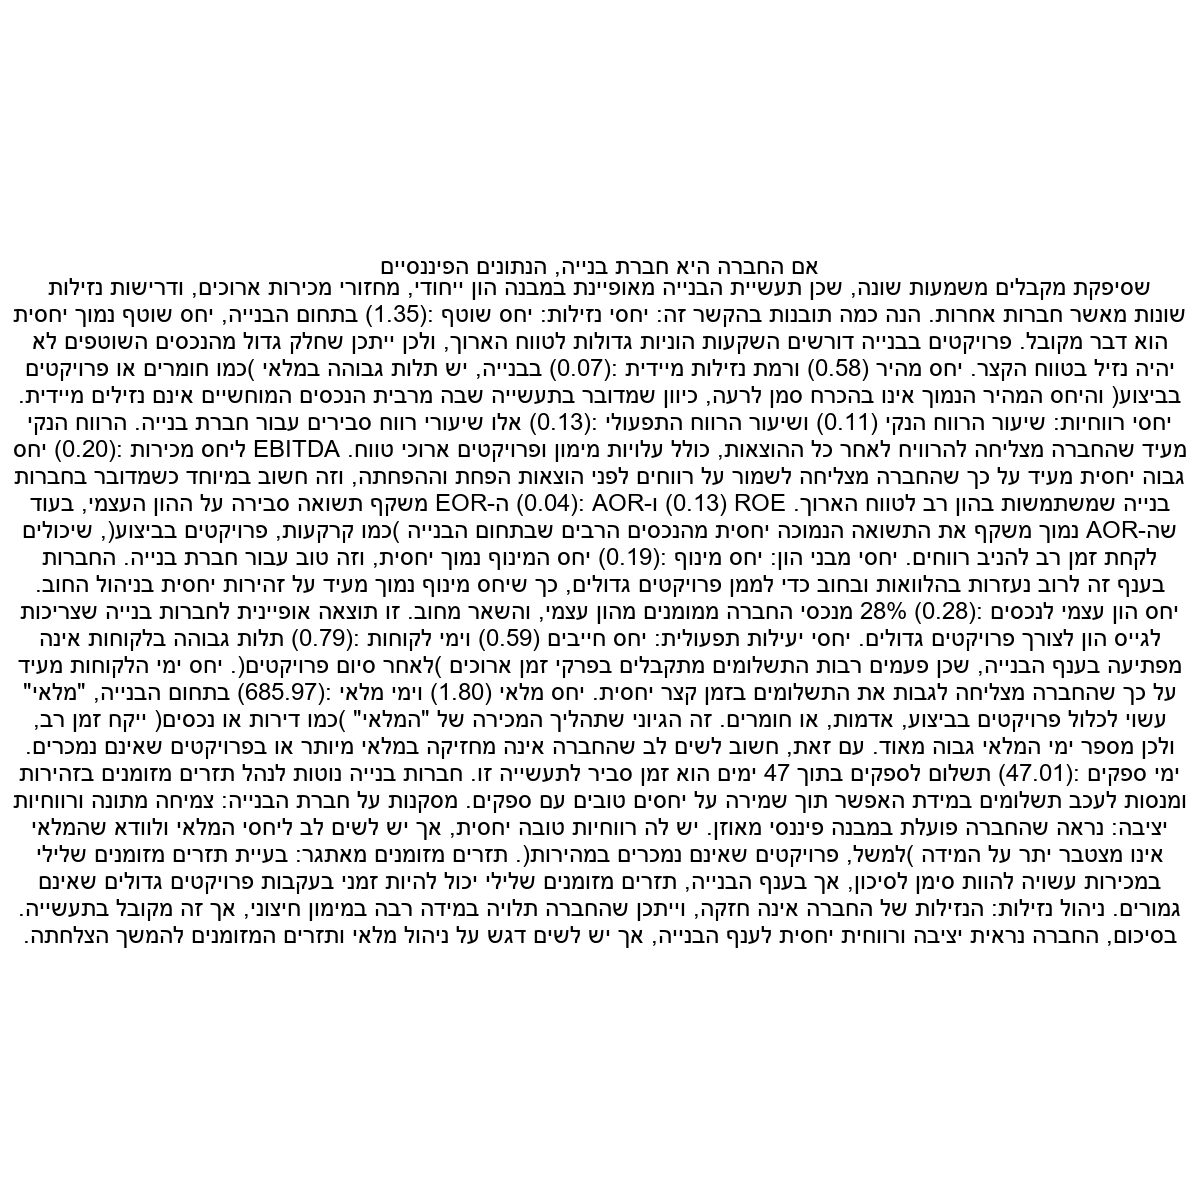 אם החברה היא חברת בנייה, הנתונים הפיננסיים
שסיפקת מקבלים משמעות שונה, שכן תעשיית הבנייה מאופיינת במבנה הון ייחודי, מחזורי מכירות ארוכים, ודרישות נזילות
שונות מאשר חברות אחרות. הנה כמה תובנות בהקשר זה: יחסי נזילות: יחס שוטף :(1.35) בתחום הבנייה, יחס שוטף נמוך יחסית
הוא דבר מקובל. פרויקטים בבנייה דורשים השקעות הוניות גדולות לטווח הארוך, ולכן ייתכן שחלק גדול מהנכסים השוטפים לא
יהיה נזיל בטווח הקצר. יחס מהיר (0.58) ורמת נזילות מיידית :(0.07) בבנייה, יש תלות גבוהה במלאי )כמו חומרים או פרויקטים
בביצוע( והיחס המהיר הנמוך אינו בהכרח סמן לרעה, כיוון שמדובר בתעשייה שבה מרבית הנכסים המוחשיים אינם נזילים מיידית.
יחסי רווחיות: שיעור הרווח הנקי (0.11) ושיעור הרווח התפעולי :(0.13) אלו שיעורי רווח סבירים עבור חברת בנייה. הרווח הנקי
מעיד שהחברה מצליחה להרוויח לאחר כל ההוצאות, כולל עלויות מימון ופרויקטים ארוכי טווח. EBITDA ליחס מכירות :(0.20) יחס
גבוה יחסית מעיד על כך שהחברה מצליחה לשמור על רווחים לפני הוצאות הפחת וההפחתה, וזה חשוב במיוחד כשמדובר בחברות
בנייה שמשתמשות בהון רב לטווח הארוך. ROE (0.13) ו-AOR :(0.04) ה-EOR משקף תשואה סבירה על ההון העצמי, בעוד
שה-AOR נמוך משקף את התשואה הנמוכה יחסית מהנכסים הרבים שבתחום הבנייה )כמו קרקעות, פרויקטים בביצוע(, שיכולים
לקחת זמן רב להניב רווחים. יחסי מבני הון: יחס מינוף :(0.19) יחס המינוף נמוך יחסית, וזה טוב עבור חברת בנייה. החברות
בענף זה לרוב נעזרות בהלוואות ובחוב כדי לממן פרויקטים גדולים, כך שיחס מינוף נמוך מעיד על זהירות יחסית בניהול החוב.
יחס הון עצמי לנכסים :(0.28) 28% מנכסי החברה ממומנים מהון עצמי, והשאר מחוב. זו תוצאה אופיינית לחברות בנייה שצריכות
לגייס הון לצורך פרויקטים גדולים. יחסי יעילות תפעולית: יחס חייבים (0.59) וימי לקוחות :(0.79) תלות גבוהה בלקוחות אינה
מפתיעה בענף הבנייה, שכן פעמים רבות התשלומים מתקבלים בפרקי זמן ארוכים )לאחר סיום פרויקטים(. יחס ימי הלקוחות מעיד
על כך שהחברה מצליחה לגבות את התשלומים בזמן קצר יחסית. יחס מלאי (1.80) וימי מלאי :(685.97) בתחום הבנייה, "מלאי"
עשוי לכלול פרויקטים בביצוע, אדמות, או חומרים. זה הגיוני שתהליך המכירה של "המלאי" )כמו דירות או נכסים( ייקח זמן רב,
ולכן מספר ימי המלאי גבוה מאוד. עם זאת, חשוב לשים לב שהחברה אינה מחזיקה במלאי מיותר או בפרויקטים שאינם נמכרים.
ימי ספקים :(47.01) תשלום לספקים בתוך 47 ימים הוא זמן סביר לתעשייה זו. חברות בנייה נוטות לנהל תזרים מזומנים בזהירות
ומנסות לעכב תשלומים במידת האפשר תוך שמירה על יחסים טובים עם ספקים. מסקנות על חברת הבנייה: צמיחה מתונה ורווחיות
יציבה: נראה שהחברה פועלת במבנה פיננסי מאוזן. יש לה רווחיות טובה יחסית, אך יש לשים לב ליחסי המלאי ולוודא שהמלאי
אינו מצטבר יתר על המידה )למשל, פרויקטים שאינם נמכרים במהירות(. תזרים מזומנים מאתגר: בעיית תזרים מזומנים שלילי
במכירות עשויה להוות סימן לסיכון, אך בענף הבנייה, תזרים מזומנים שלילי יכול להיות זמני בעקבות פרויקטים גדולים שאינם
גמורים. ניהול נזילות: הנזילות של החברה אינה חזקה, וייתכן שהחברה תלויה במידה רבה במימון חיצוני, אך זה מקובל בתעשייה.
בסיכום, החברה נראית יציבה ורווחית יחסית לענף הבנייה, אך יש לשים דגש על ניהול מלאי ותזרים המזומנים להמשך הצלחתה.